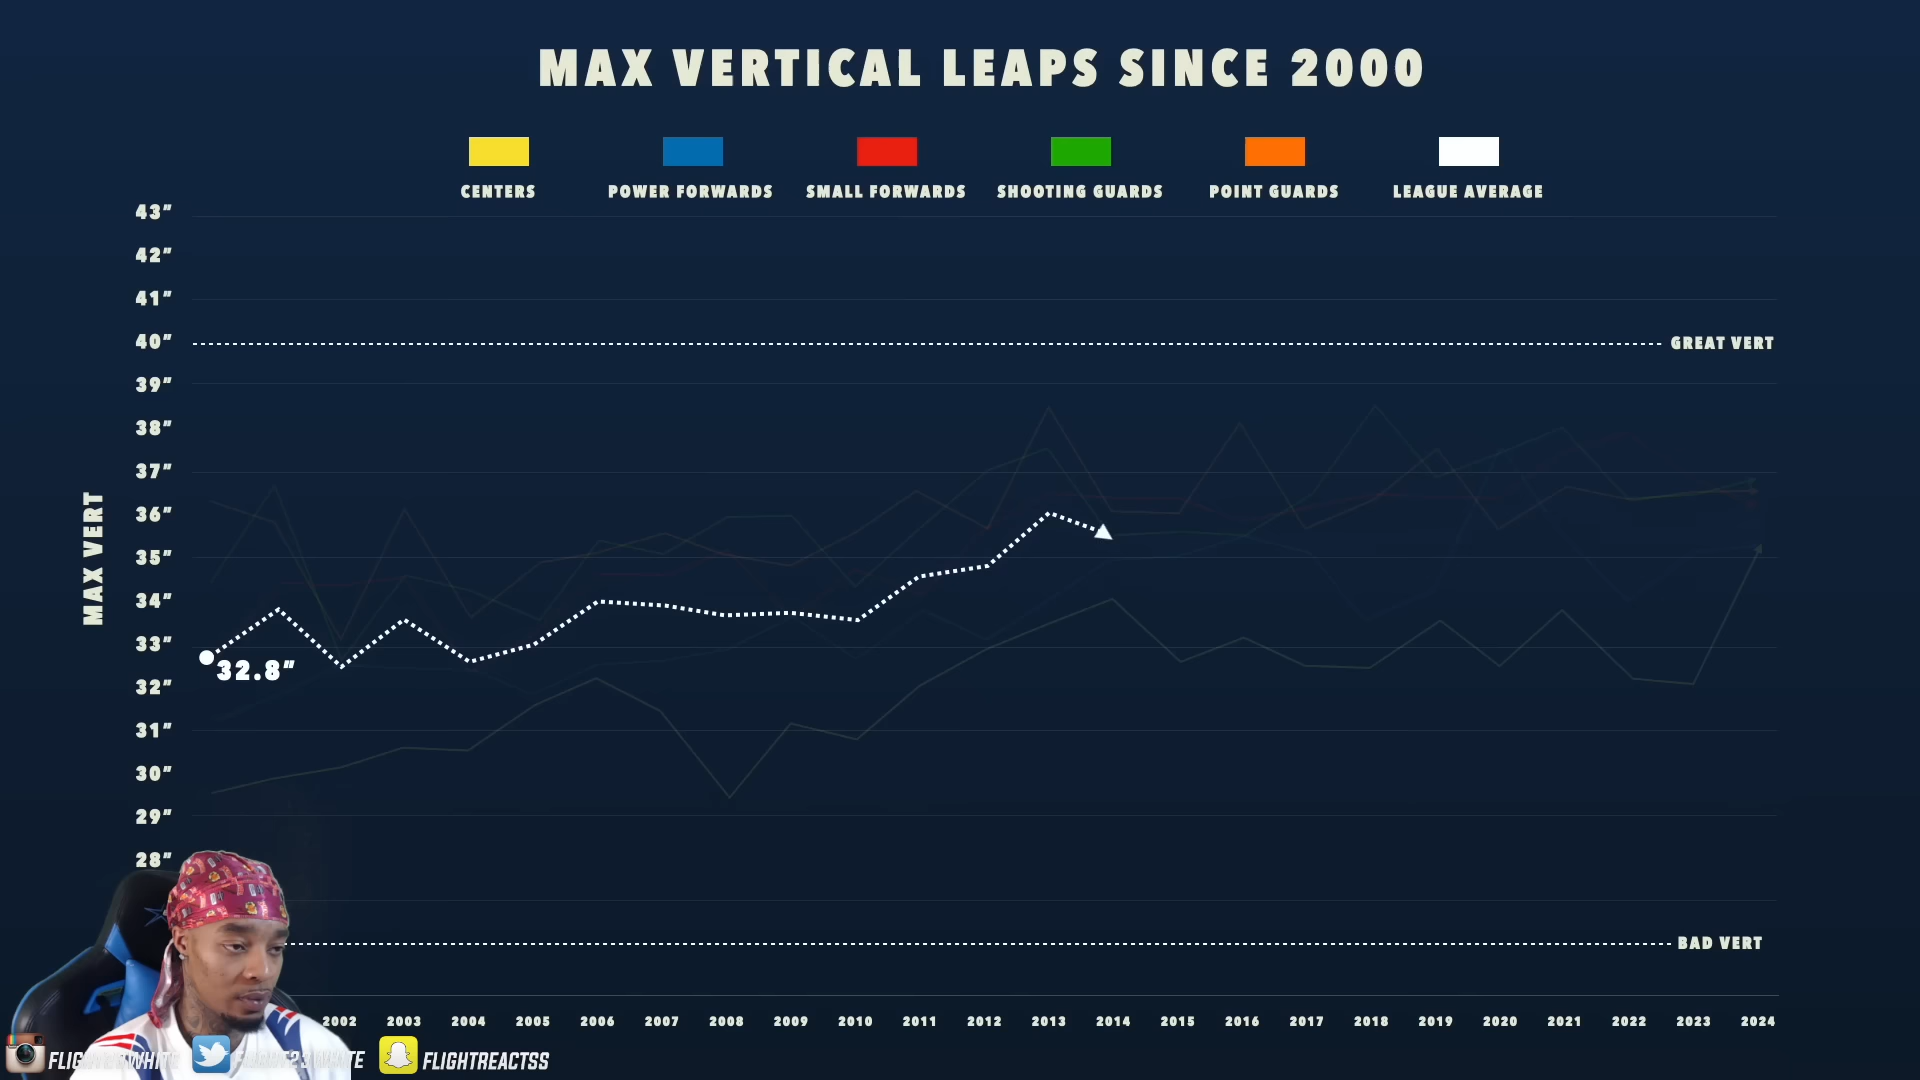 MAX VERTICAL LEAPS SINCE 2000
CENTERS POWER FORWARDS SMALL FORWARDS SHOOTING GUARDS POINT GUARDS LEAGUE AVERAGE
43"
42"
41"
40" GREAT VERT
39"
38"
37"
36"
35"
34"
33"
32.8"
32"
31"
30"
29"
28"
MAX VERT
BAD VERT
2002 2003 2004 2005 2006 2007 2008 2009 2010 2011 2012 2013 2014 2015 2016 2017 2018 2019 2020 2021 2022 2023 2024
FLIGHTREACTSS